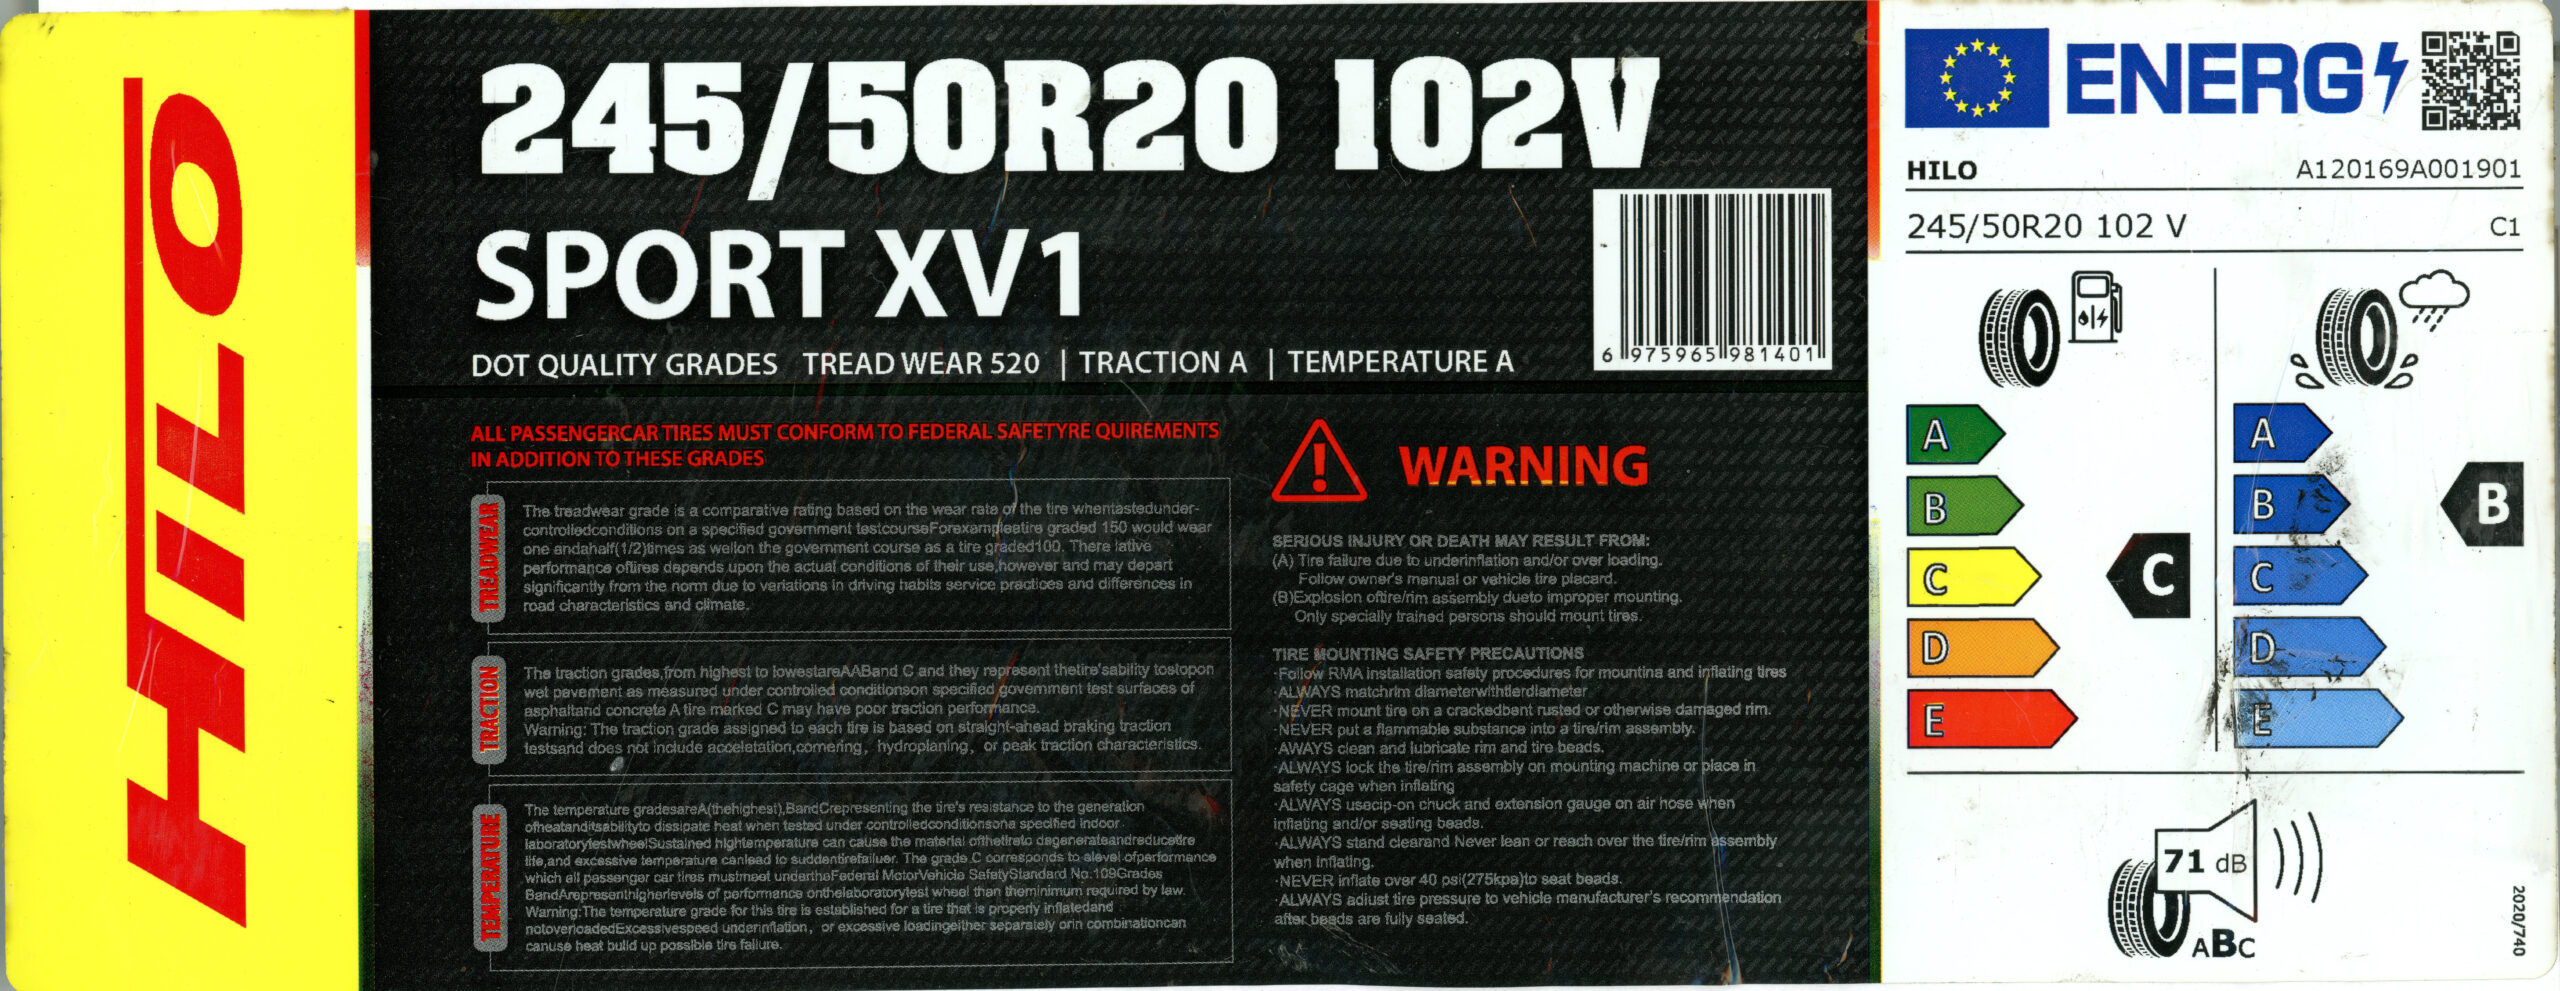 HILO
245/50R20 102V
SPORT XV1
DOT QUALITY GRADES TREAD WEAR 520 | TRACTION A | TEMPERATURE A
6 975965 981401
ALL PASSENGERCAR TIRES MUST CONFORM TO FEDERAL SAFETYRE QUIREMENTS
IN ADDITION TO THESE GRADES
TREADWEAR
The treadwear grade is a comparative rating based on the wear rate of the tire whentastedunder-
controlledconditions on a specified government testcourseForexampleatire graded 150 would wear
one andahalf(1/2)times as wellon the government course as a tire graded100. There lative
performance oftires depends upon the actual conditions of their use,however and may depart
significantly from the norm due to variations in driving habits service practices and differences in
road characteristics and climate.
TRACTION
The traction grades,from highest to lowestareAABand C and they represent thetire'sability tostopon
wet pavement as measured under controlled conditionson specified government test surfaces of
asphaltand concrete A tire marked C may have poor traction performance.
Warning: The traction grade assigned to each tire is based on straight-ahead braking traction
testsand does not include acceletation,cornering, hydroplaning, or peak traction characteristics.
TEMPERATURE
The temperature gradesareA(thehighest),BandCrepresenting the tire's resistance to the generation
ofheatanditsabilityto dissipate heat when tested under controlledconditionsona specified indoor
laboratorytestwheelSustained hightemperature can cause the material ofthetireto degenerateandreducetire
life,and excessive temperature canlead to suddentirefailuer. The grade C corresponds to alevel ofperformance
which all passenger car tires mustmeet undertheFederal MotorVehicle SafetyStandard No.109Grades
BandArepresenthigherlevels of performance onthelaboratorytest wheel than theminimum required by law.
Warning:The temperature grade for this tire is established for a tire that is properly inflatedand
notoverloadedExcessivespeed underinflation, or excessive loadingeither separately orin combinationcan
canuse heat build up possible tire failure.
WARNING
SERIOUS INJURY OR DEATH MAY RESULT FROM:
(A) Tire failure due to underinflation and/or over loading.
Follow owner's manual or vehicle tire placard.
(B)Explosion oftire/rim assembly dueto improper mounting.
Only specially trained persons should mount tires.
TIRE MOUNTING SAFETY PRECAUTIONS
·Follow RMA installation safety procedures for mountina and inflating tires
·ALWAYS matchrim diameterwithtierdiameter
·NEVER mount tire on a crackedbent rusted or otherwise damaged rim.
·NEVER put a flammable substance into a tire/rim assembly.
·AWAYS clean and lubricate rim and tire beads.
·ALWAYS lock the tire/rim assembly on mounting machine or place in
safety cage when inflating
·ALWAYS usecip-on chuck and extension gauge on air hose when
inflating and/or seating beads.
·ALWAYS stand clearand Never lean or reach over the tire/rim assembly
when inflating.
·NEVER inflate over 40 psi(275kpa)to seat beads.
·ALWAYS adiust tire pressure to vehicle manufacturer's recommendation
after beads are fully seated.
ENERG
HILO A120169A001901
245/50R20 102 V C1
A
B
C
D
E
C
A
B
C
D
E
B
71 dB
ABC
2020/740